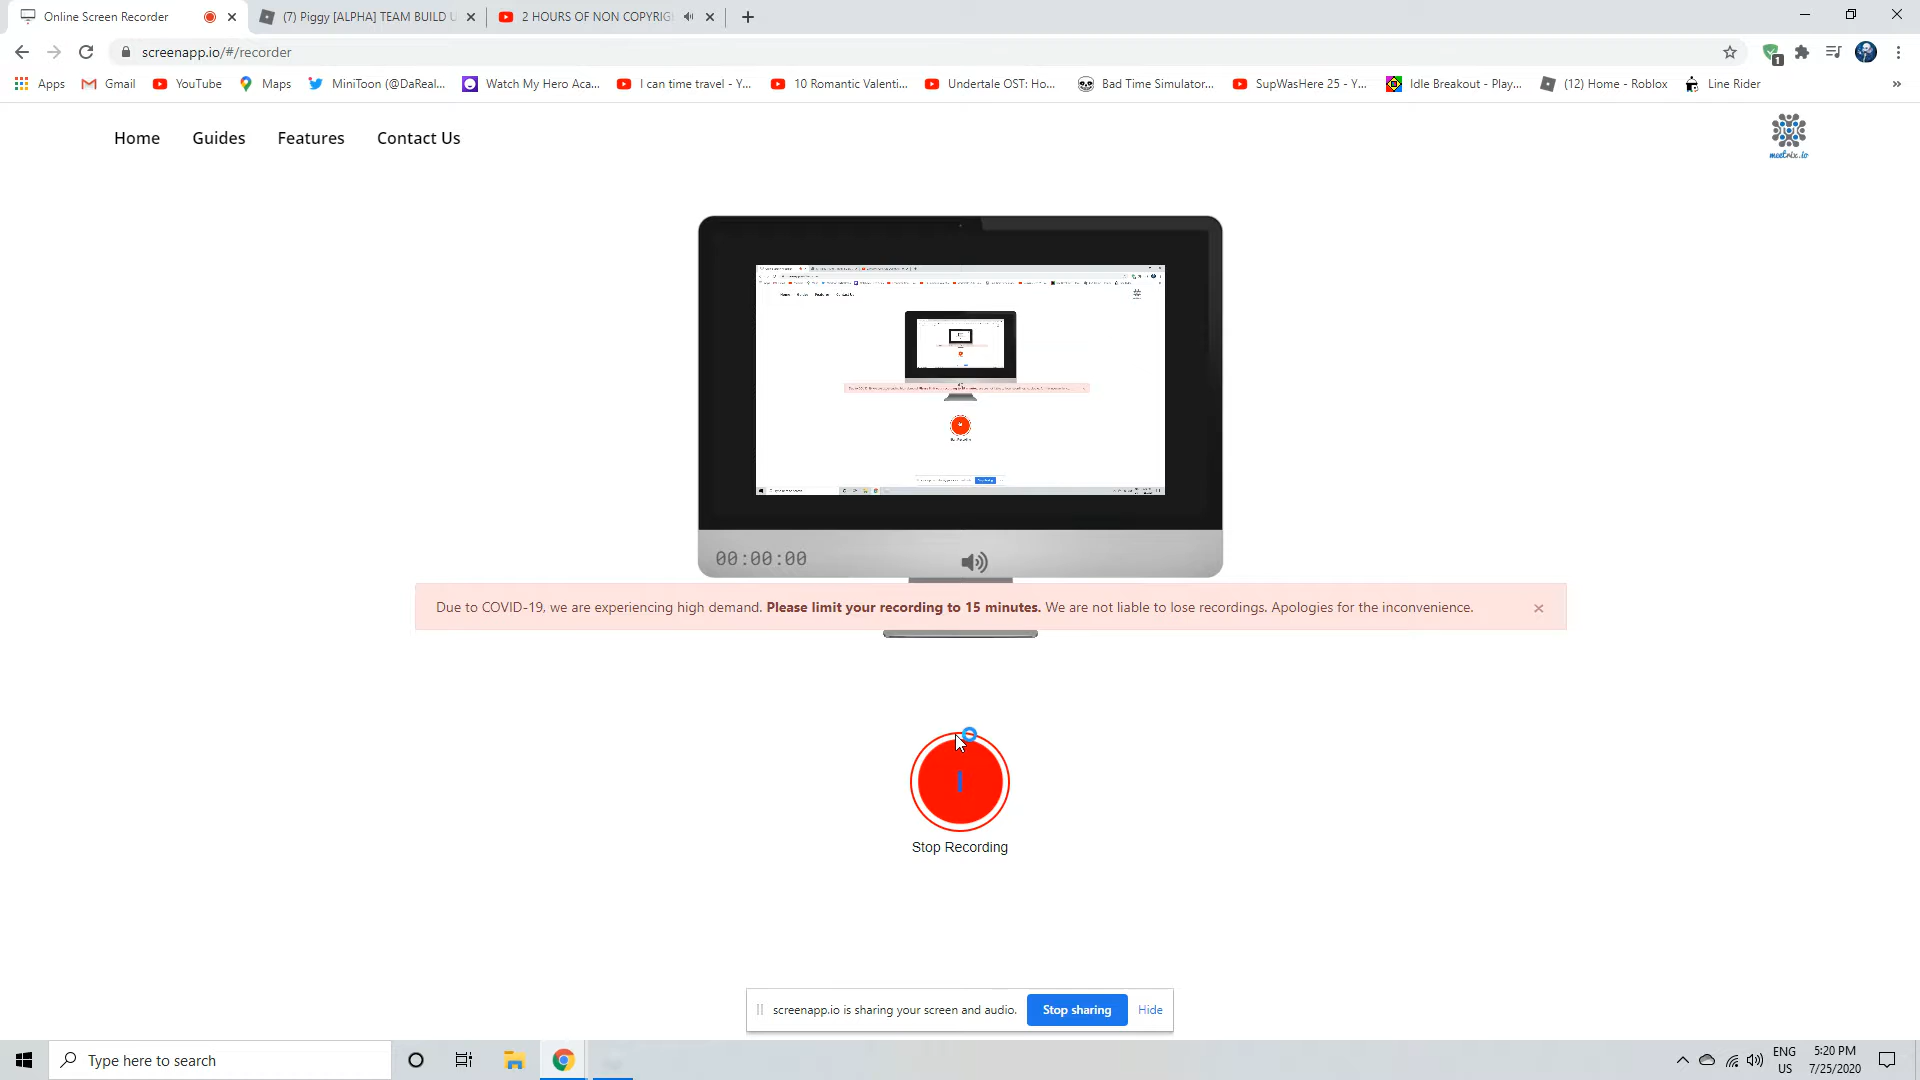 Online Screen Recorder
(7) Piggy [ALPHA] TEAM BUILD U
2 HOURS OF NON COPYRIG
screenapp.io/#/recorder
Apps
Gmail
YouTube
Maps
MiniToon (@DaReal...
Watch My Hero Aca...
I can time travel - Y...
10 Romantic Valenti...
Undertale OST: Ho...
Bad Time Simulator...
SupWasHere 25 - Y...
Idle Breakout - Play...
(12) Home - Roblox
Line Rider
»
1
Home
Guides
Features
Contact Us
meetrix.io
00:00:00
Due to COVID-19, we are experiencing high demand. Please limit your recording to 15 minutes. We are not liable to lose recordings. Apologies for the inconvenience.
Stop Recording
screenapp.io is sharing your screen and audio.
Stop sharing
Hide
Type here to search
ENG
US
5:20 PM
7/25/2020